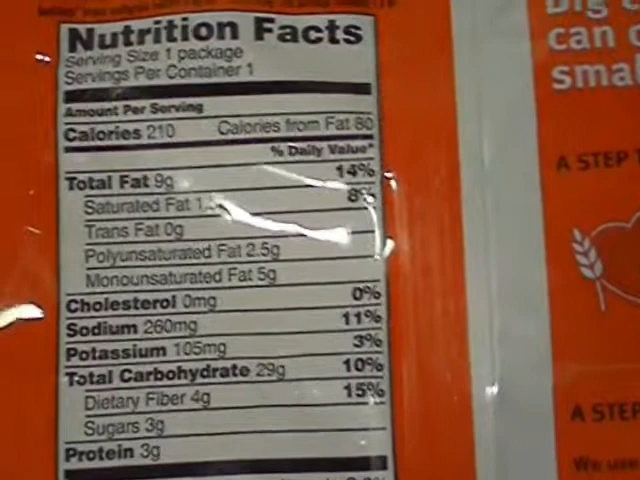 Nutrition Facts
Serving Size 1 package
Servings Per Container 1
Amount Per Serving
Calories 210 Calories from Fat 80
% Daily Value*
Total Fat 9g 14%
Saturated Fat 8%
Trans Fat 0g
Polyunsaturated Fat 2.5g
Monounsaturated Fat 5g
Cholesterol 0mg 0%
Sodium 260mg 11%
Potassium 105mg 3%
Total Carbohydrate 29g 10%
Dietary Fiber 4g 15%
Sugars 3g
Protein 3g
can
A STEP
A STEP
We use